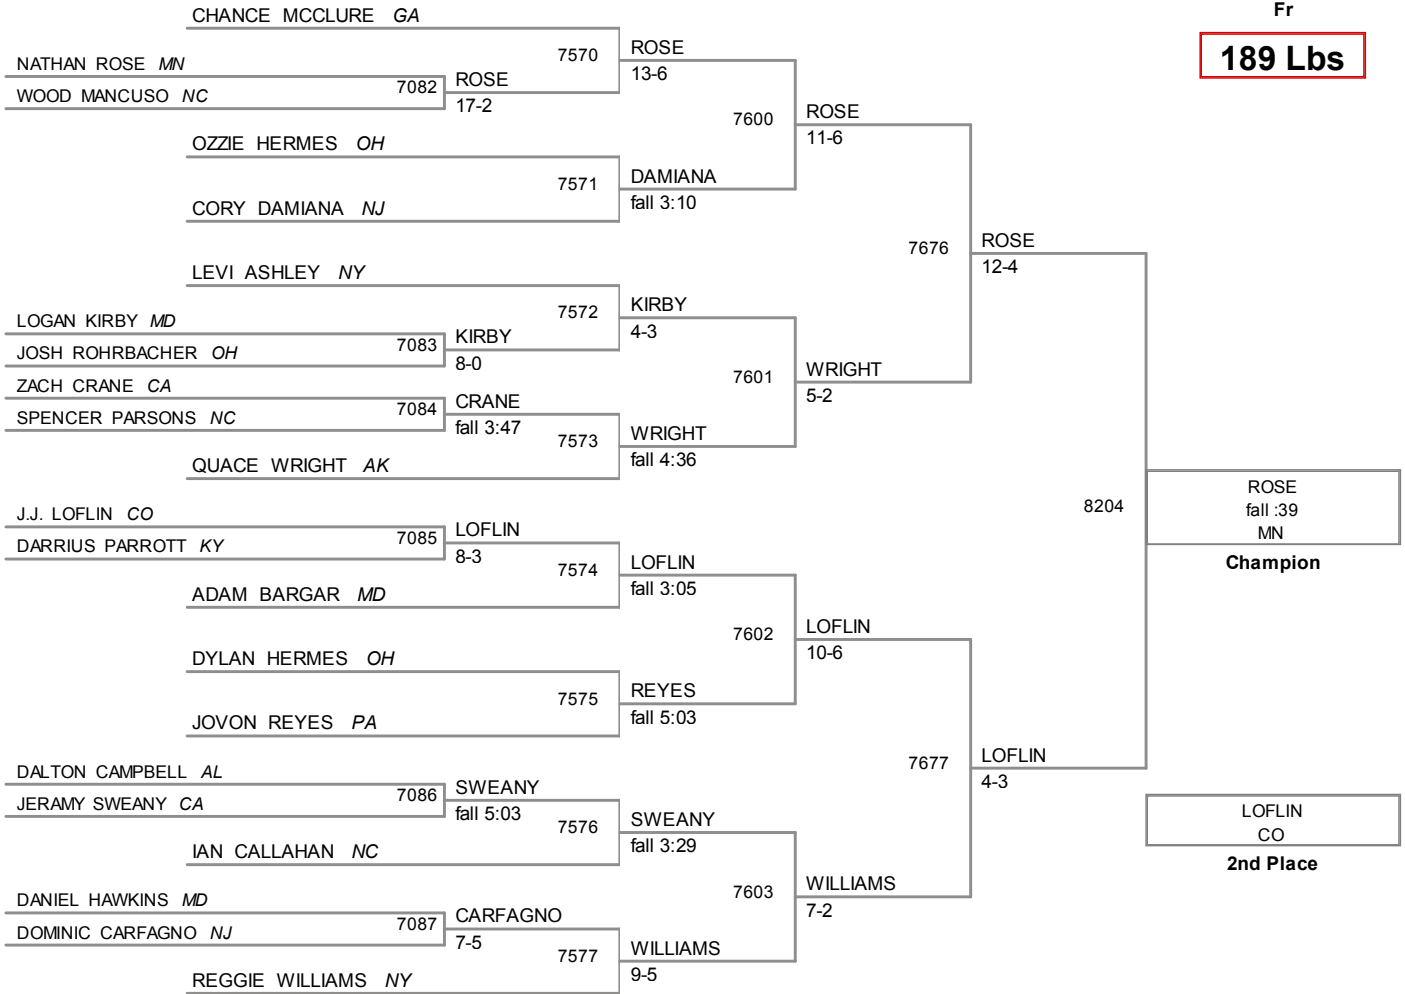 CHANCE MCCLURE GA
Fr
189 Lbs
7570
ROSE
13-6
NATHAN ROSE MN
7082
ROSE
WOOD MANCUSO NC
17-2
7600
ROSE
11-6
OZZIE HERMES OH
7571
DAMIANA
fall 3:10
CORY DAMIANA NJ
7676
ROSE
12-4
LEVI ASHLEY NY
7572
KIRBY
4-3
LOGAN KIRBY MD
7083
KIRBY
JOSH ROHRBACHER OH
8-0
7601
WRIGHT
5-2
ZACH CRANE CA
7084
CRANE
SPENCER PARSONS NC
fall 3:47
7573
WRIGHT
fall 4:36
QUACE WRIGHT AK
8204
ROSE
fall :39
MN
Champion
J.J. LOFLIN CO
7085
LOFLIN
DARRIUS PARROTT KY
8-3
7574
LOFLIN
fall 3:05
ADAM BARGAR MD
7602
LOFLIN
10-6
DYLAN HERMES OH
7575
REYES
fall 5:03
JOVON REYES PA
7677
LOFLIN
4-3
DALTON CAMPBELL AL
7086
SWEANY
JERAMY SWEANY CA
fall 5:03
7576
SWEANY
fall 3:29
IAN CALLAHAN NC
LOFLIN
CO
2nd Place
7603
WILLIAMS
7-2
DANIEL HAWKINS MD
7087
CARFAGNO
DOMINIC CARFAGNO NJ
7-5
7577
WILLIAMS
9-5
REGGIE WILLIAMS NY